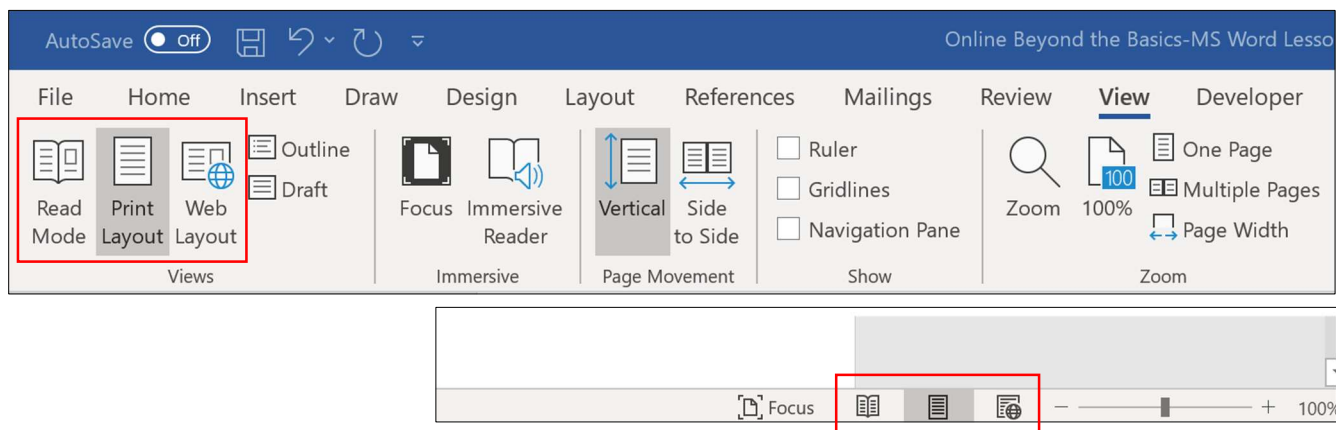 AutoSave Off Online Beyond the Basics-MS Word Lesso
File Home Insert Draw Design Layout References Mailings Review View Developer
Read Mode
Print Layout
Web Layout
Outline
Draft
Views
Focus
Immersive Reader
Immersive
Vertical
Side to Side
Page Movement
Ruler
Gridlines
Navigation Pane
Show
Zoom
100
100%
One Page
Multiple Pages
Page Width
Zoom
Focus 100%